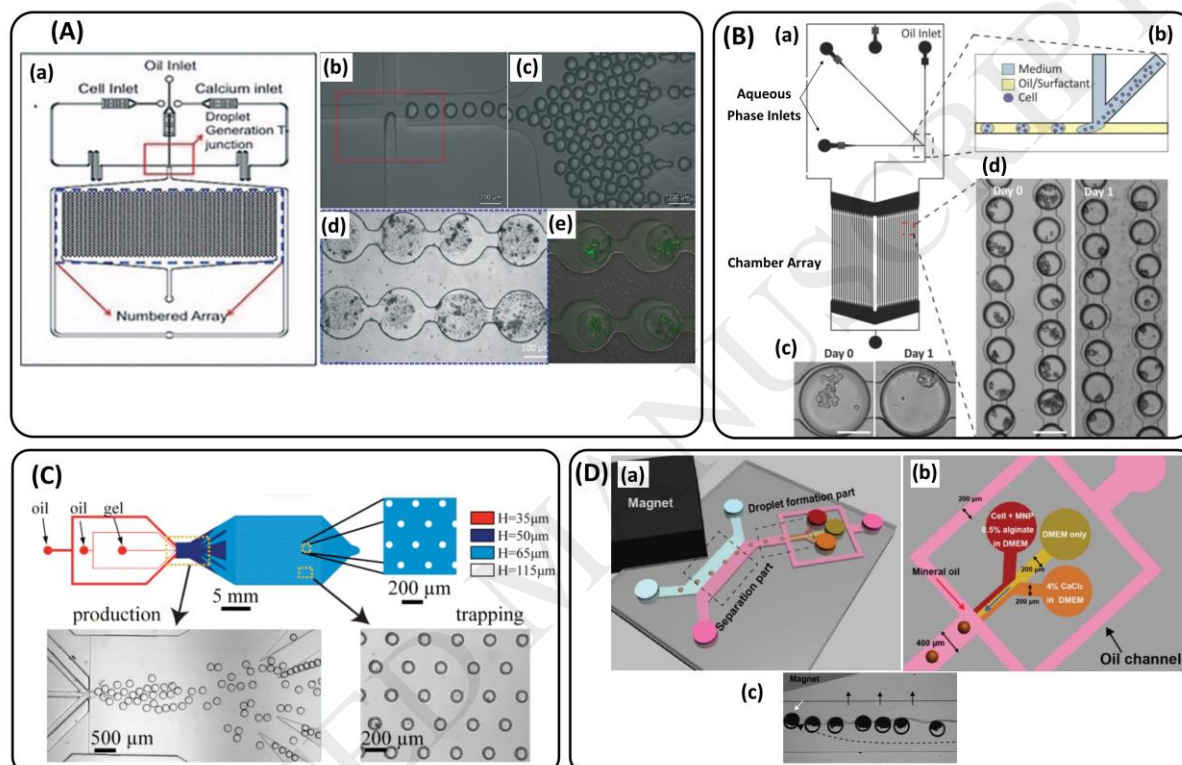 (A)
(a)
Oil Inlet
Cell Inlet
Calcium inlet
Droplet
Generation T-
junction
Numbered Array
(b)
200 µm
(c)
200 µm
(d)
100 µm
(e)
(B)
(a)
Oil Inlet
Aqueous
Phase Inlets
Chamber Array
(b)
Medium
Oil/Surfactant
Cell
(c)
Day 0
Day 1
(d)
Day 0
Day 1
(C)
oil
oil
gel
H=35µm
H=50µm
H=65µm
H=115µm
5 mm
200 µm
production
trapping
500 µm
200 µm
(D)
(a)
Magnet
Droplet formation part
Separation part
(b)
200 µm
Cell + MNP
0.5% alginate
in DMEM
DMEM only
Mineral oil
200 µm
4% CaCl₂
in DMEM
200 µm
400 µm
Oil channel
(c)
Magnet
MANUSCRIPT